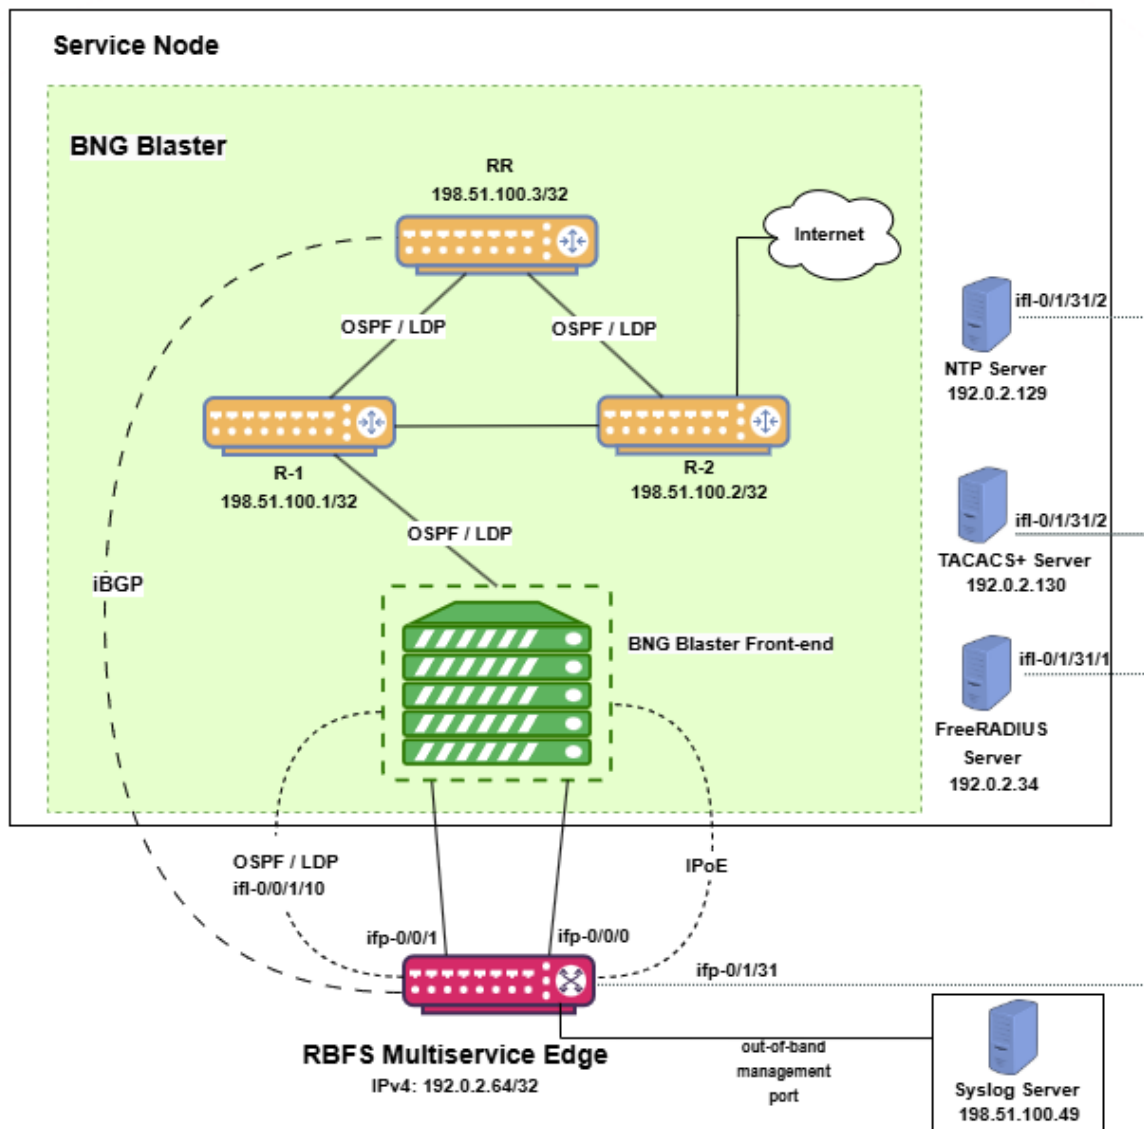 Service Node
BNG Blaster
RR
198.51.100.3/32
Internet
OSPF / LDP
OSPF / LDP
R-1
198.51.100.1/32
R-2
198.51.100.2/32
OSPF / LDP
iBGP
BNG Blaster Front-end
ifl-0/1/31/2
NTP Server
192.0.2.129
ifl-0/1/31/2
TACACS+ Server
192.0.2.130
ifl-0/1/31/1
FreeRADIUS
Server
192.0.2.34
OSPF / LDP
ifl-0/0/1/10
IPoE
ifp-0/0/1
ifp-0/0/0
ifp-0/1/31
RBFS Multiservice Edge
IPv4: 192.0.2.64/32
out-of-band
management
port
Syslog Server
198.51.100.49